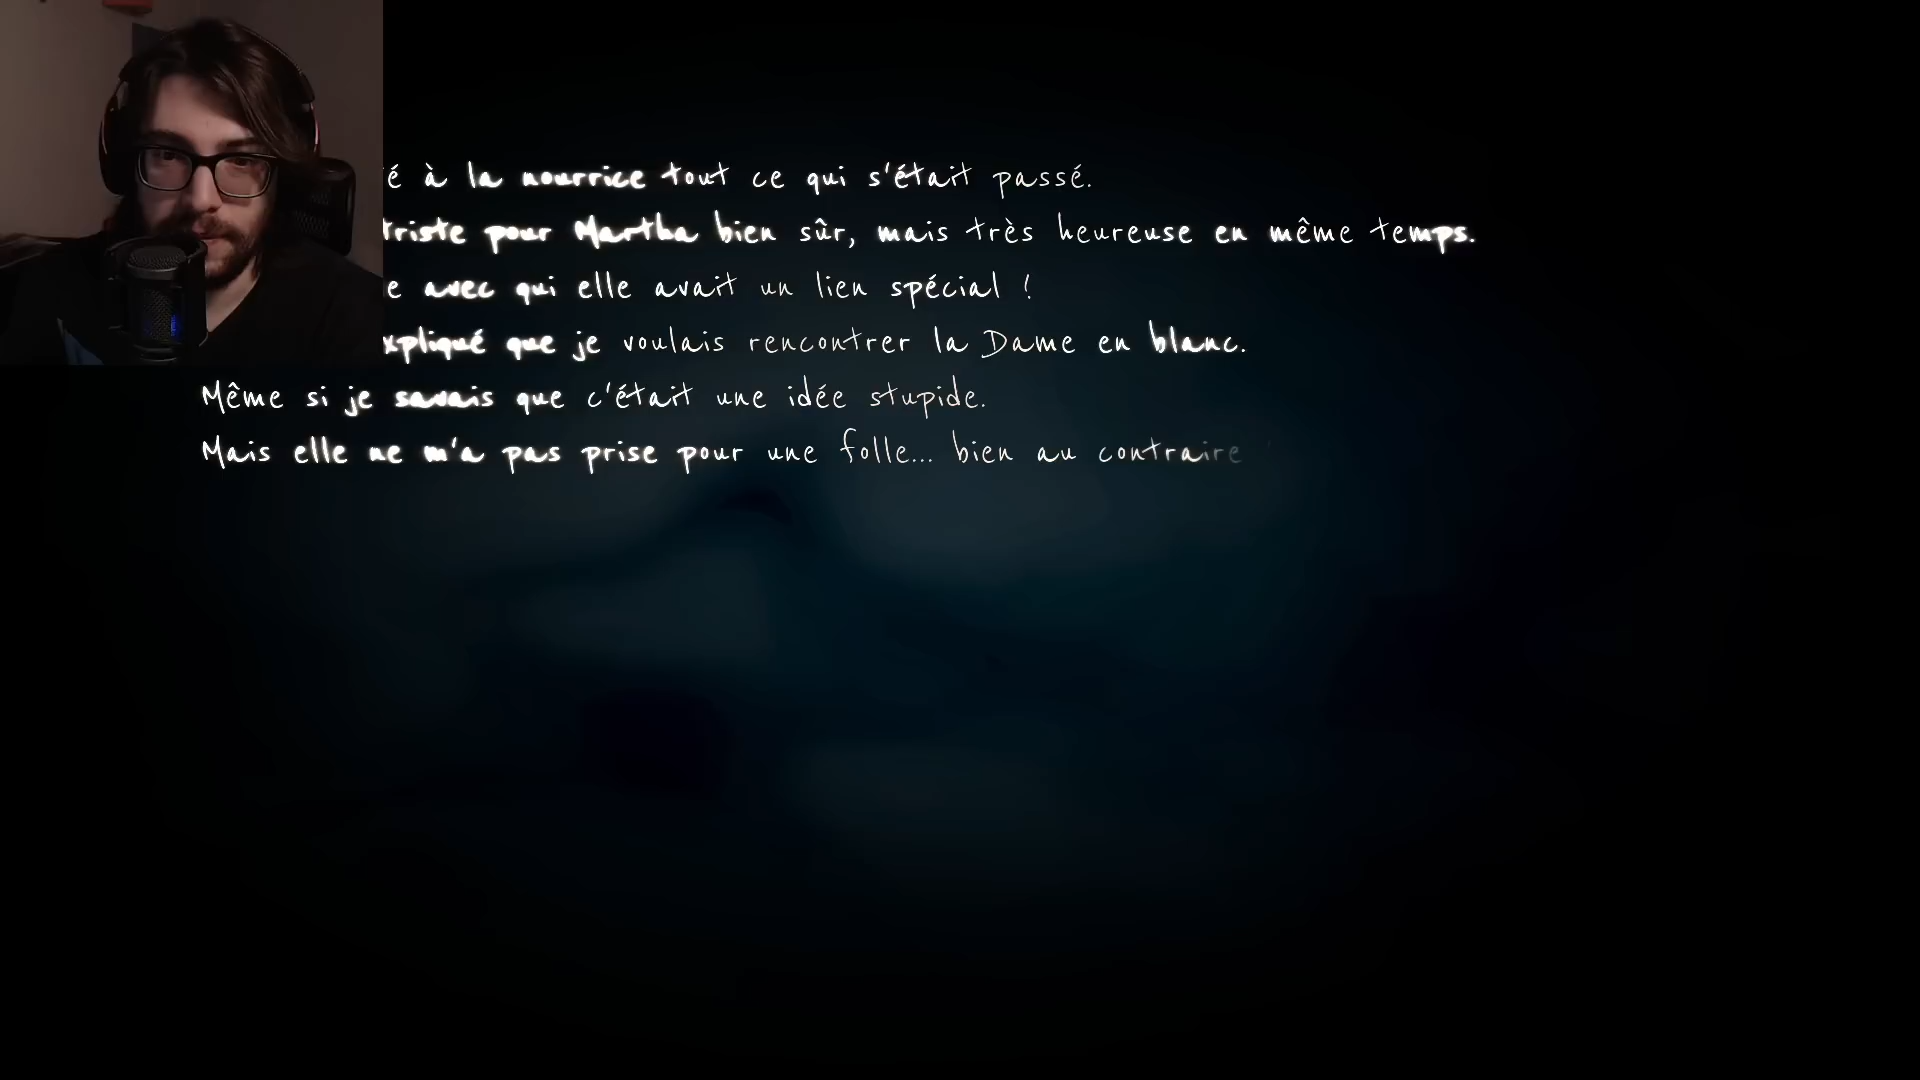 é à la nourrice tout ce qui s'était passé.
triste pour Martha bien sûr, mais très heureuse en même temps.
e avec qui elle avait un lien spécial !
xpliqué que je voulais rencontrer la Dame en blanc.
Même si je savais que c'était une idée stupide.
Mais elle ne m'a pas prise pour une folle... bien au contraire